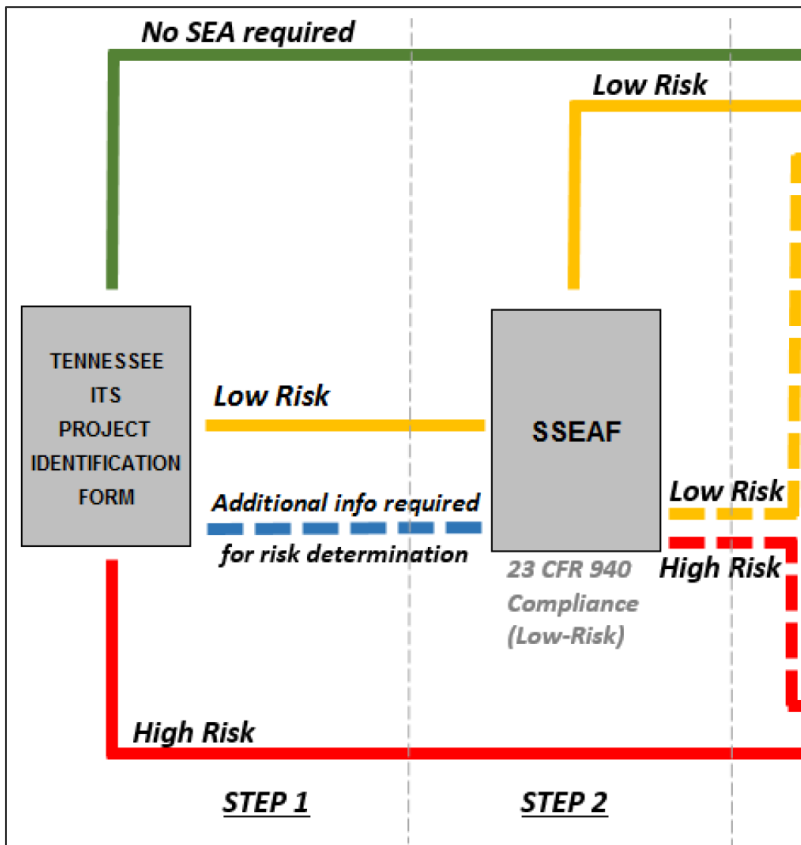 No SEA required
Low Risk
TENNESSEE
ITS
PROJECT
IDENTIFICATION
FORM
Low Risk
Additional info required
for risk determination
SSEAF
Low Risk
High Risk
23 CFR 940
Compliance
(Low-Risk)
High Risk
STEP 1
STEP 2